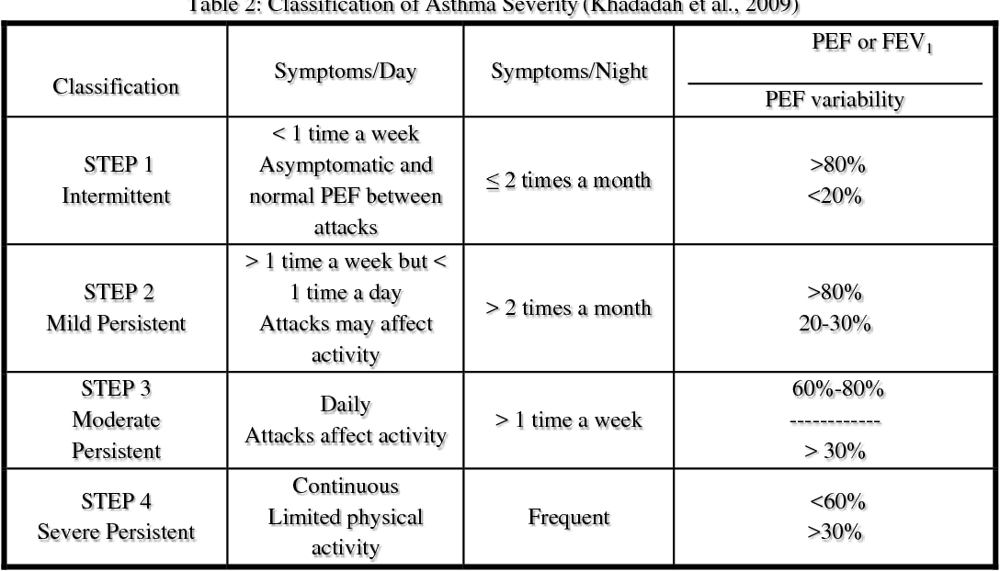 Table 2: Classification of Asthma Severity (Khadadah et al., 2009)
Classification
Symptoms/Day
Symptoms/Night
PEF or FEV₁
PEF variability
STEP 1
Intermittent
< 1 time a week
Asymptomatic and
normal PEF between
attacks
≤ 2 times a month
>80%
<20%
STEP 2
Mild Persistent
> 1 time a week but <
1 time a day
Attacks may affect
activity
> 2 times a month
>80%
20-30%
STEP 3
Moderate
Persistent
Daily
Attacks affect activity
> 1 time a week
60%-80%
------------
> 30%
STEP 4
Severe Persistent
Continuous
Limited physical
activity
Frequent
<60%
>30%